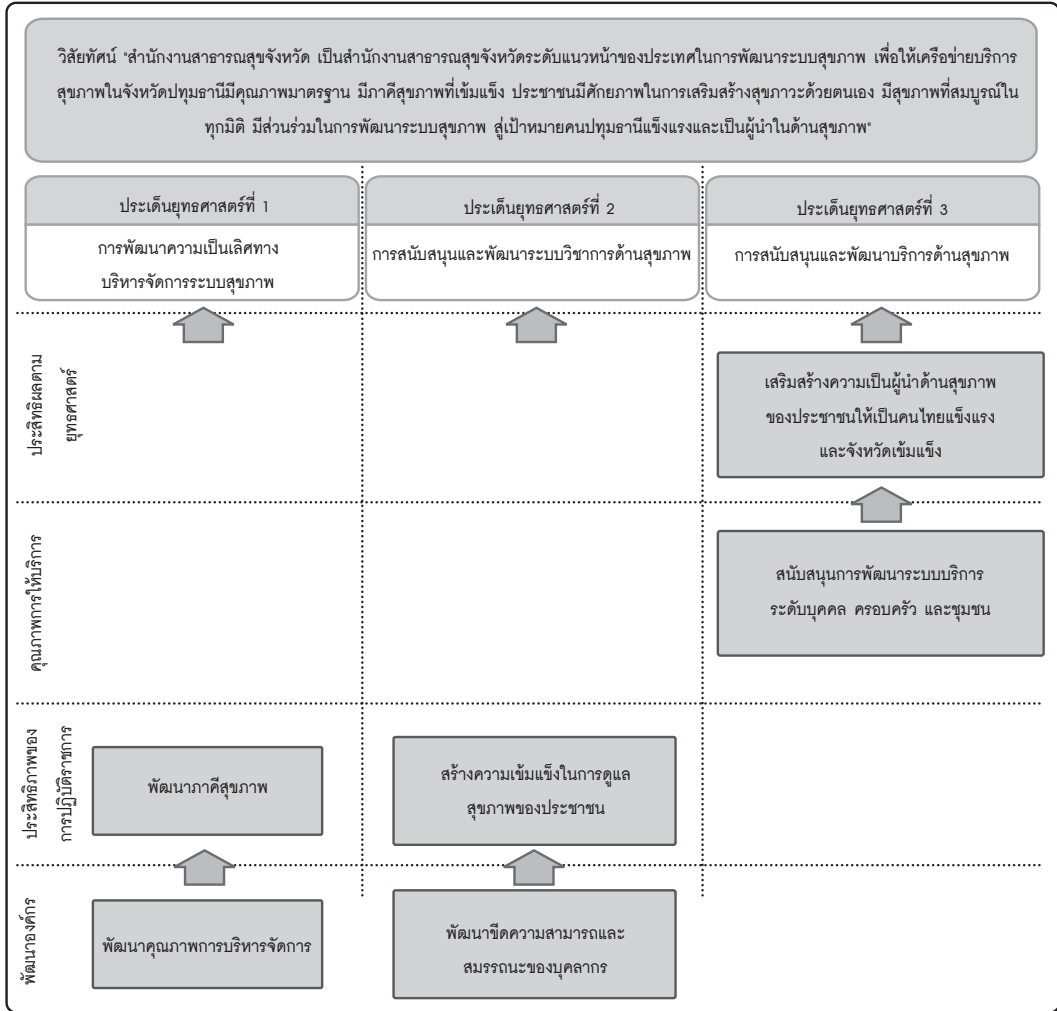 วิสัยทัศน์ "สำนักงานสาธารณสุขจังหวัด เป็นสำนักงานสาธารณสุขจังหวัดระดับแนวหน้าของประเทศในการพัฒนาระบบสุขภาพ เพื่อให้เครือข่ายบริการ
สุขภาพในจังหวัดปทุมธานีมีคุณภาพมาตรฐาน มีภาคีสุขภาพที่เข้มแข็ง ประชาชนมีศักยภาพในการเสริมสร้างสุขภาวะด้วยตนเอง มีสุขภาพที่สมบูรณ์ใน
ทุกมิติ มีส่วนร่วมในการพัฒนาระบบสุขภาพ สู่เป้าหมายคนปทุมธานีแข็งแรงและเป็นผู้นำในด้านสุขภาพ"
ประเด็นยุทธศาสตร์ที่ 1
การพัฒนาความเป็นเลิศทาง
บริหารจัดการระบบสุขภาพ
ประเด็นยุทธศาสตร์ที่ 2
การสนับสนุนและพัฒนาระบบวิชาการด้านสุขภาพ
ประเด็นยุทธศาสตร์ที่ 3
การสนับสนุนและพัฒนาบริการด้านสุขภาพ
ประสิทธิผลตาม
ยุทธศาสตร์
เสริมสร้างความเป็นผู้นำด้านสุขภาพ
ของประชาชนให้เป็นคนไทยแข็งแรง
และจังหวัดเข้มแข็ง
คุณภาพการให้บริการ
สนับสนุนการพัฒนาระบบบริการ
ระดับบุคคล ครอบครัว และชุมชน
ประสิทธิภาพของ
การปฏิบัติราชการ
พัฒนาภาคีสุขภาพ
สร้างความเข้มแข็งในการดูแล
สุขภาพของประชาชน
พัฒนาองค์กร
พัฒนาคุณภาพการบริหารจัดการ
พัฒนาขีดความสามารถและ
สมรรถนะของบุคลากร